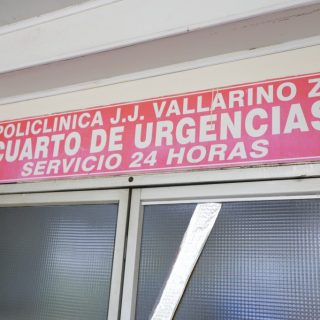 POLICLINICA J.J. VALLARINO Z
CUARTO DE URGENCIAS
SERVICIO 24 HORAS